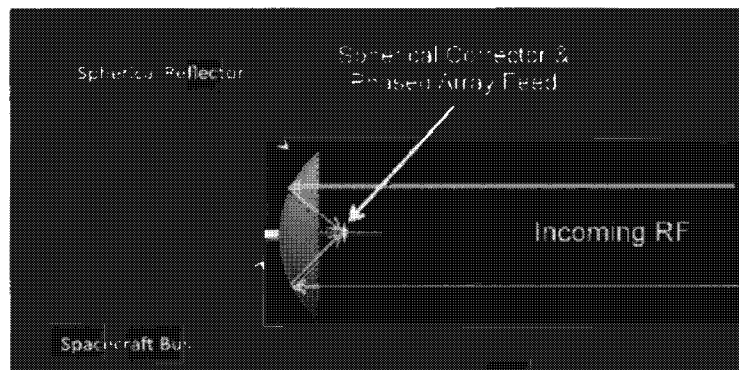 Spherical Corrector &
Phased Array Feed
Spherical Reflector
Incoming RF
Spacecraft Bus